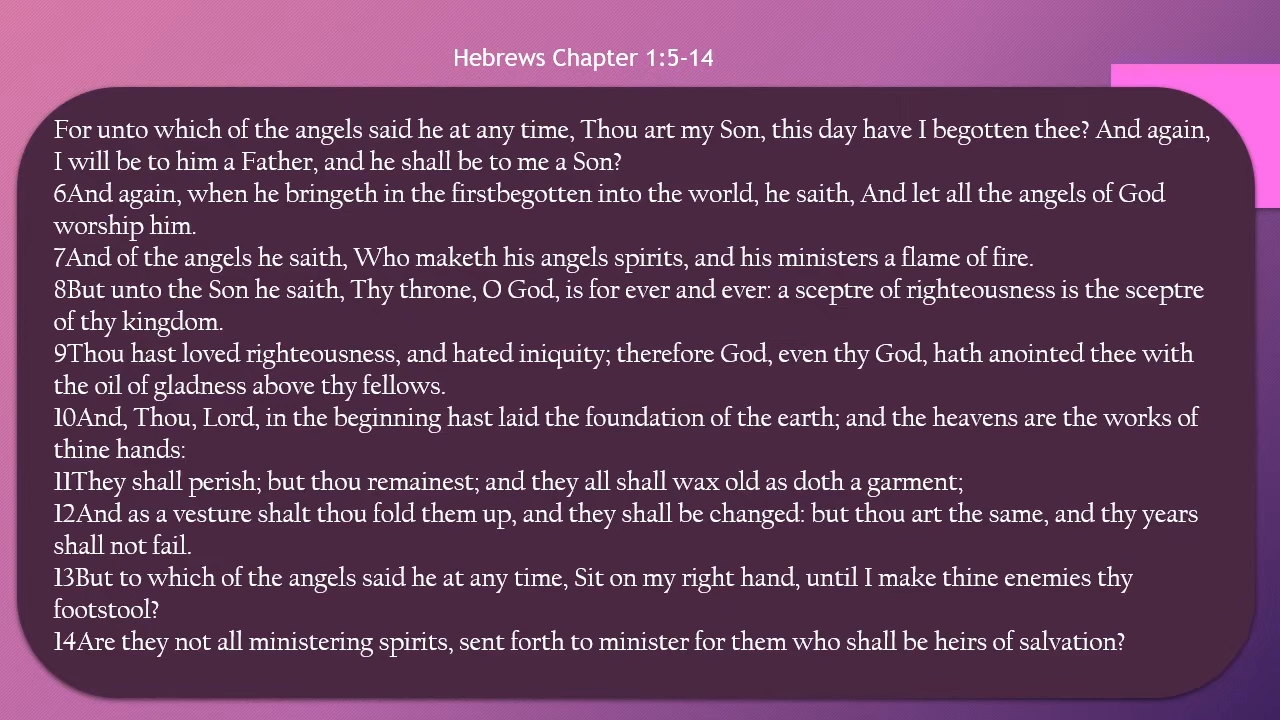 Hebrews Chapter 1:5-14
For unto which of the angels said he at any time, Thou art my Son, this day have I begotten thee? And again,
I will be to him a Father, and he shall be to me a Son?
6And again, when he bringeth in the firstbegotten into the world, he saith, And let all the angels of God
worship him.
7And of the angels he saith, Who maketh his angels spirits, and his ministers a flame of fire.
8But unto the Son he saith, Thy throne, O God, is for ever and ever: a sceptre of righteousness is the sceptre
of thy kingdom.
9Thou hast loved righteousness, and hated iniquity; therefore God, even thy God, hath anointed thee with
the oil of gladness above thy fellows.
10And, Thou, Lord, in the beginning hast laid the foundation of the earth; and the heavens are the works of
thine hands:
11They shall perish; but thou remainest; and they all shall wax old as doth a garment;
12And as a vesture shalt thou fold them up, and they shall be changed: but thou art the same, and thy years
shall not fail.
13But to which of the angels said he at any time, Sit on my right hand, until I make thine enemies thy
footstool?
14Are they not all ministering spirits, sent forth to minister for them who shall be heirs of salvation?